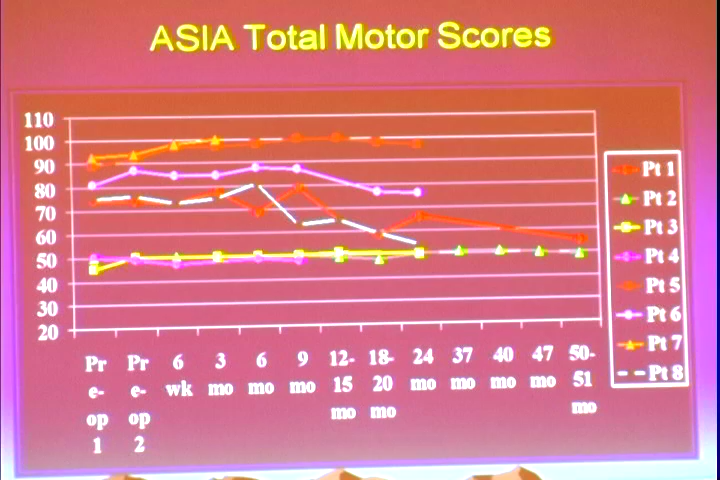 ASIA Total Motor Scores
110
100
90
80
70
60
50
40
30
20
Pr Pr 6 3 6 9 12- 18- 24 37 40 47 50-
e- e- wk mo mo mo 15 20 mo mo mo mo 51
op op mo mo mo
1 2
Pt 1
Pt 2
Pt 3
Pt 4
Pt 5
Pt 6
Pt 7
Pt 8